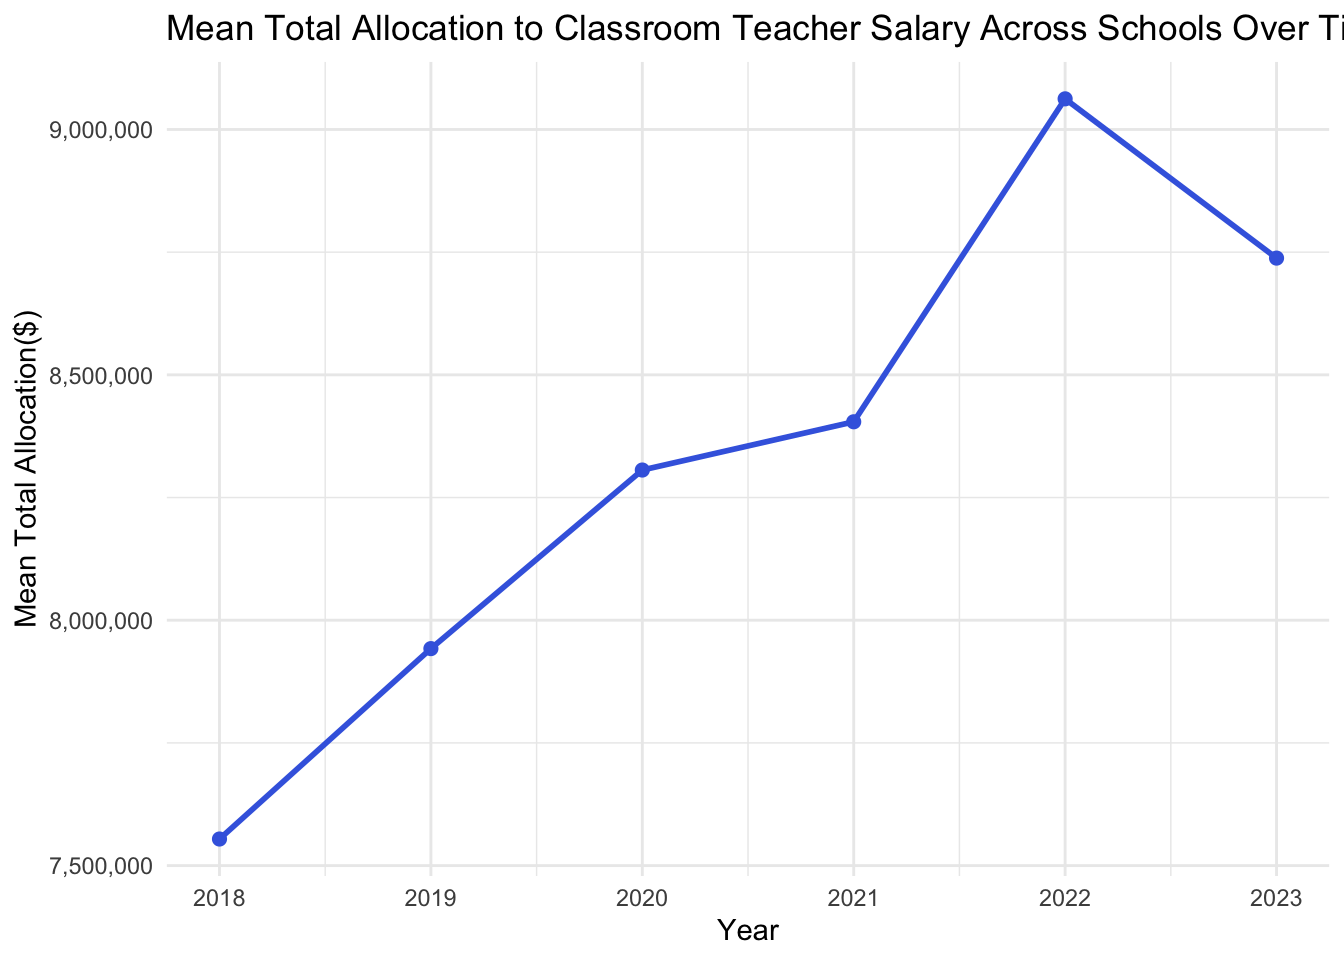 Mean Total Allocation to Classroom Teacher Salary Across Schools Over Ti
9,000,000
8,500,000
8,000,000
7,500,000
Mean Total Allocation($)
2018 2019 2020 2021 2022 2023
Year